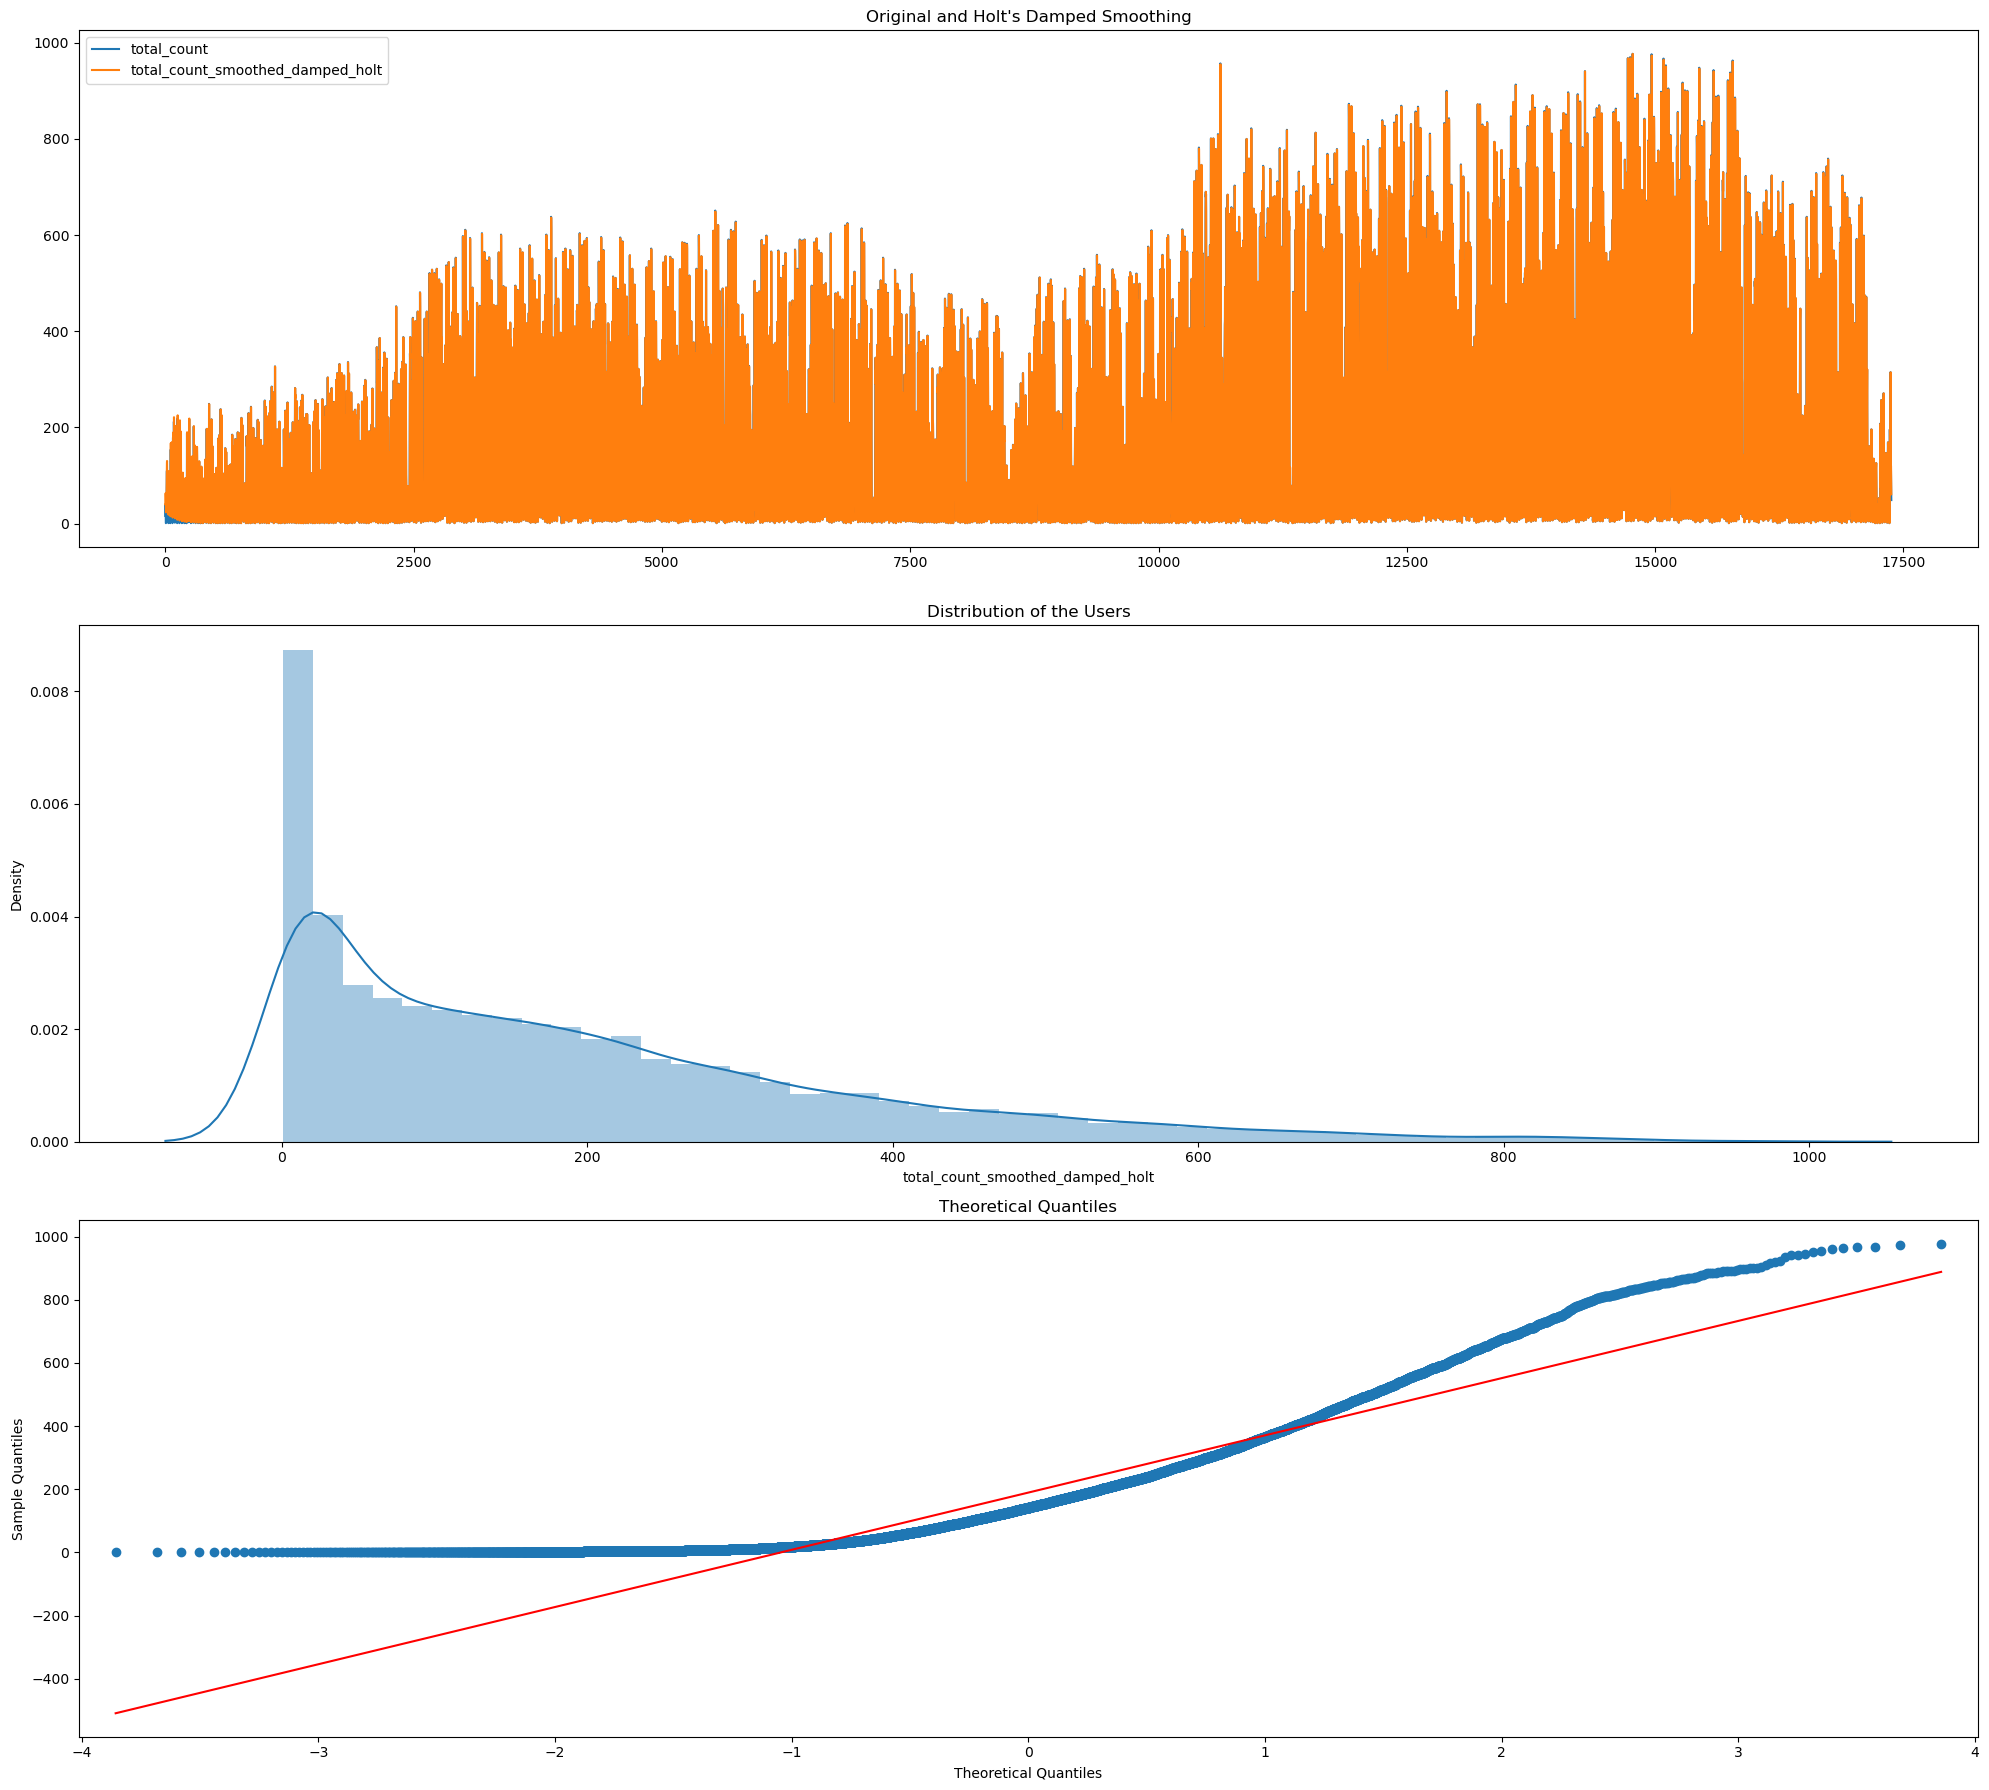 Original and Holt's Damped Smoothing
total_count
total_count_smoothed_damped_holt
1000
800
600
400
200
0
0 2500 5000 7500 10000 12500 15000 17500
Distribution of the Users
Density
0.008
0.006
0.004
0.002
0.000
0 200 400 600 800 1000
total_count_smoothed_damped_holt
Theoretical Quantiles
Sample Quantiles
1000
800
600
400
200
0
−200
−400
−4 −3 −2 −1 0 1 2 3 4
Theoretical Quantiles